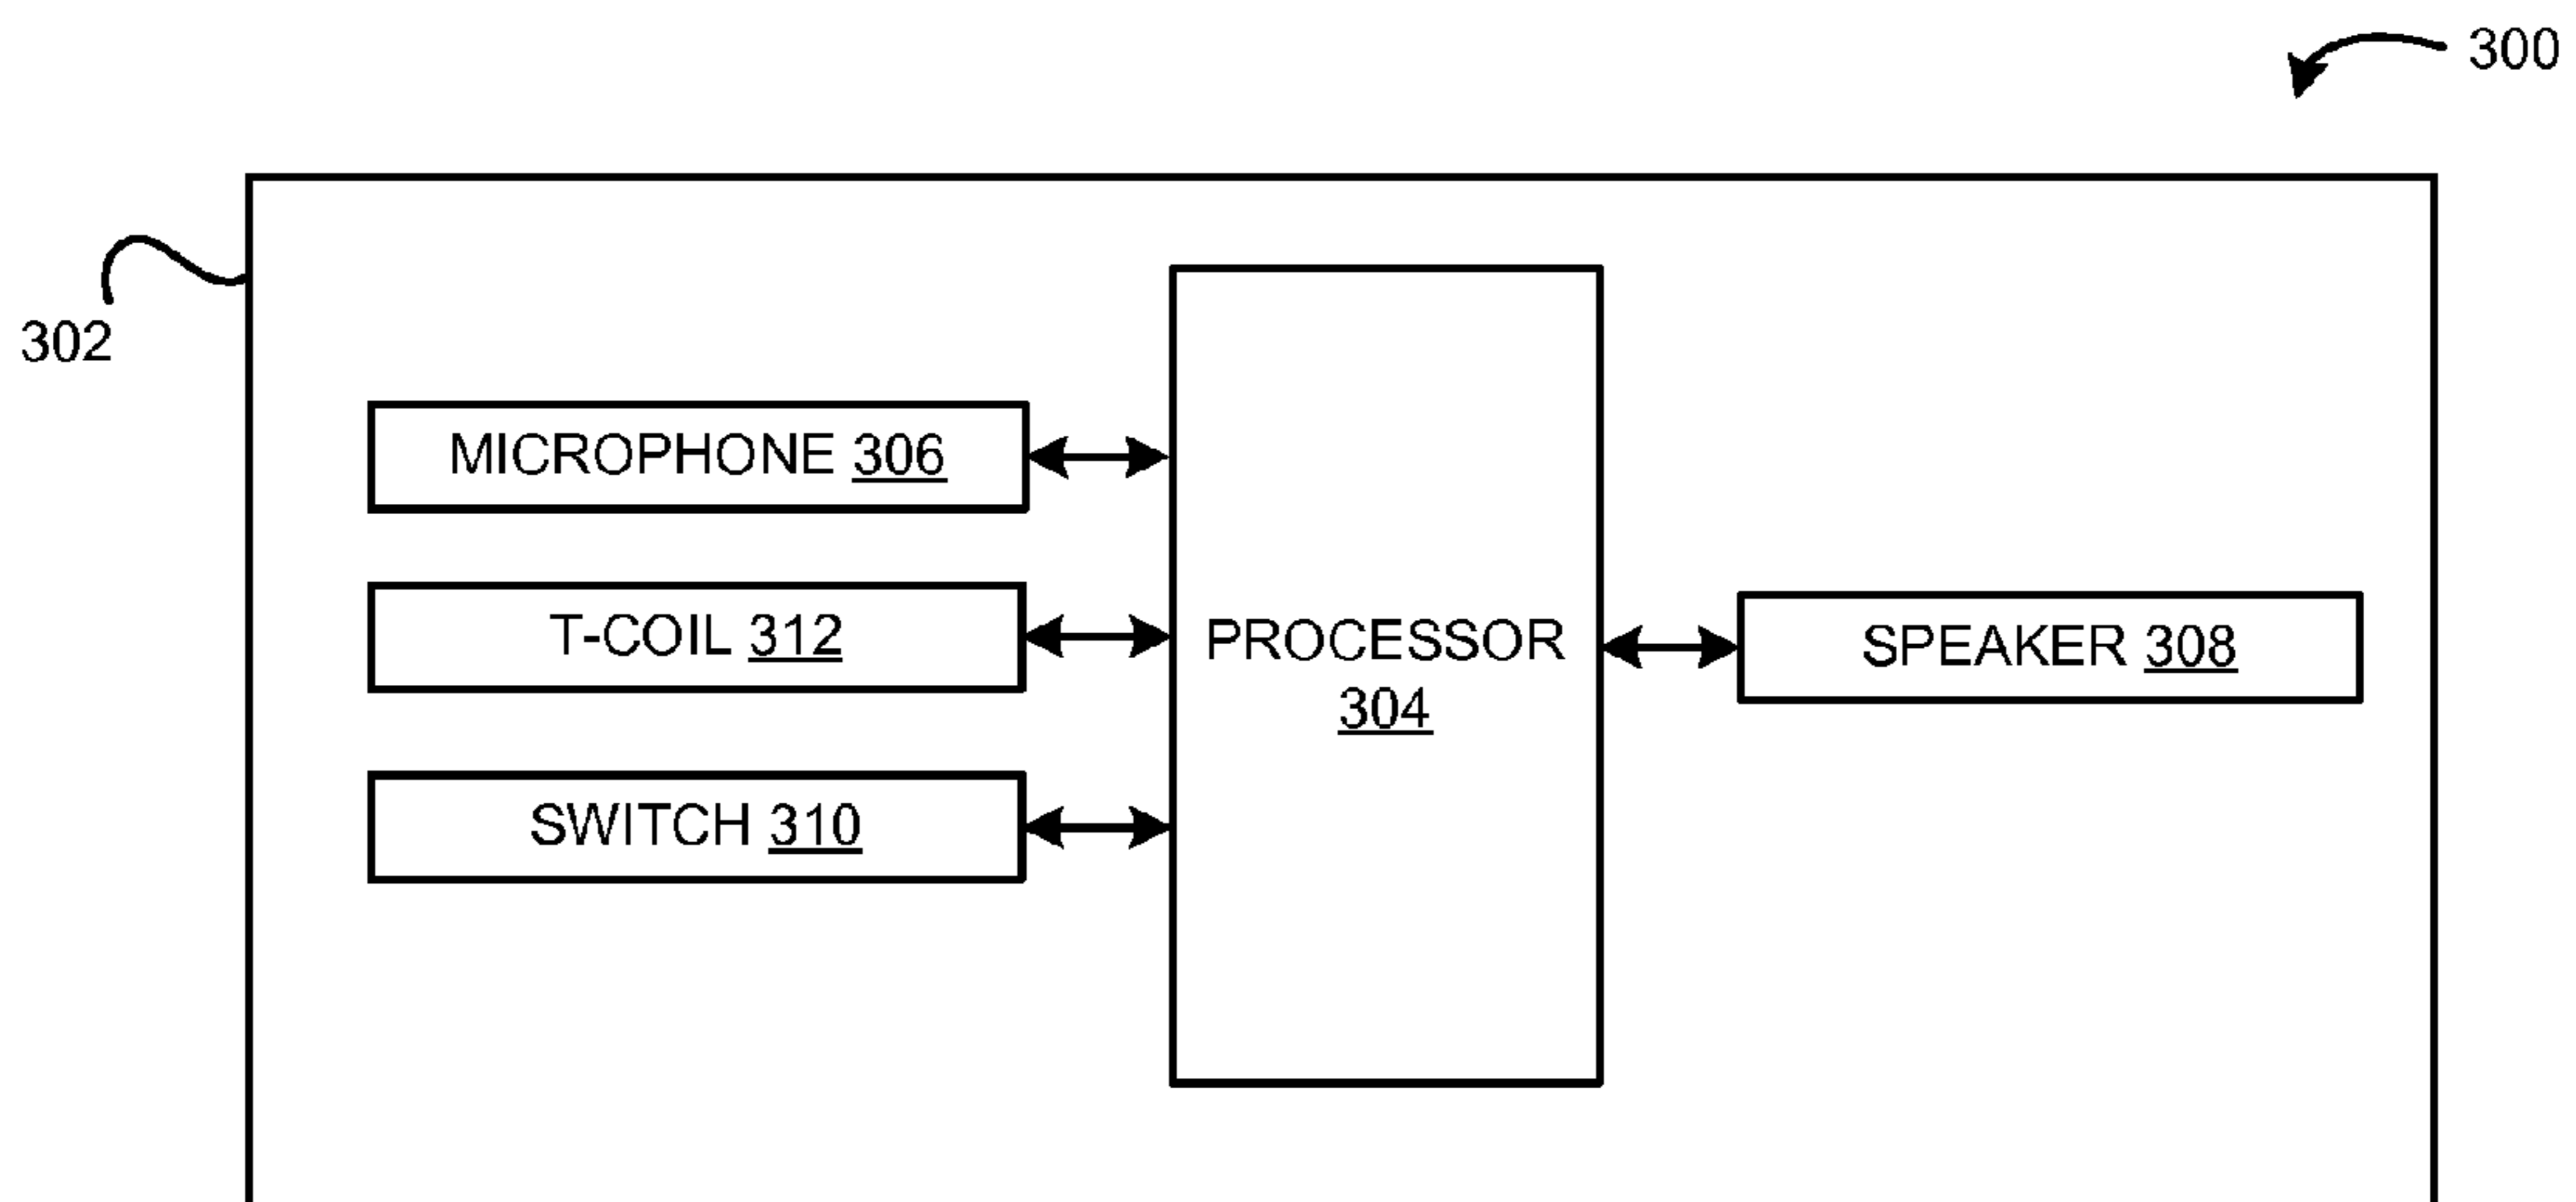 300
302
MICROPHONE 306
T-COIL 312
PROCESSOR
304
SPEAKER 308
SWITCH 310